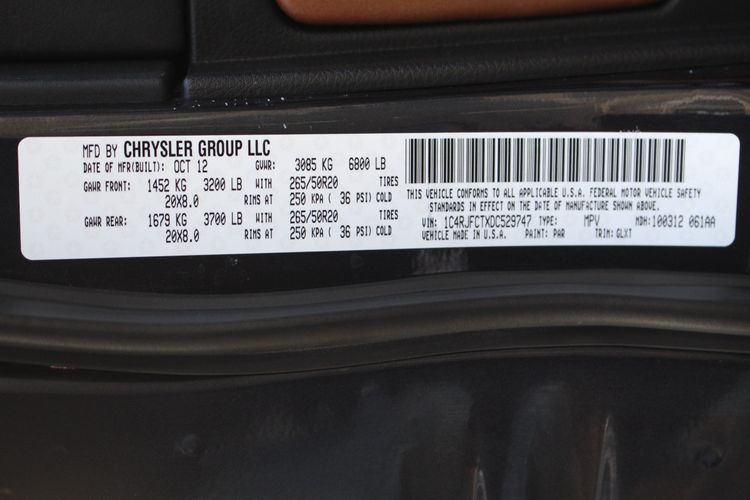 MFD BY CHRYSLER GROUP LLC
DATE OF MFR(BUILT): OCT 12 GVWR: 3085 KG 6800 LB
GAWR FRONT: 1452 KG 3200 LB WITH 265/50R20 TIRES
20X8.0 RIMS AT 250 KPA ( 36 PSI) COLD
GAWR REAR: 1679 KG 3700 LB WITH 265/50R20 TIRES
20X8.0 RIMS AT 250 KPA ( 36 PSI) COLD
THIS VEHICLE CONFORMS TO ALL APPLICABLE U.S.A. FEDERAL MOTOR VEHICLE SAFETY
STANDARDS IN EFFECT ON THE DATE OF MANUFACTURE SHOWN ABOVE.
VIN: 1C4RJFCTXDC529747 TYPE: MPV MDH: 100312 061AA
VEHICLE MADE IN U.S.A. PAINT: PAR TRIM: GLXT